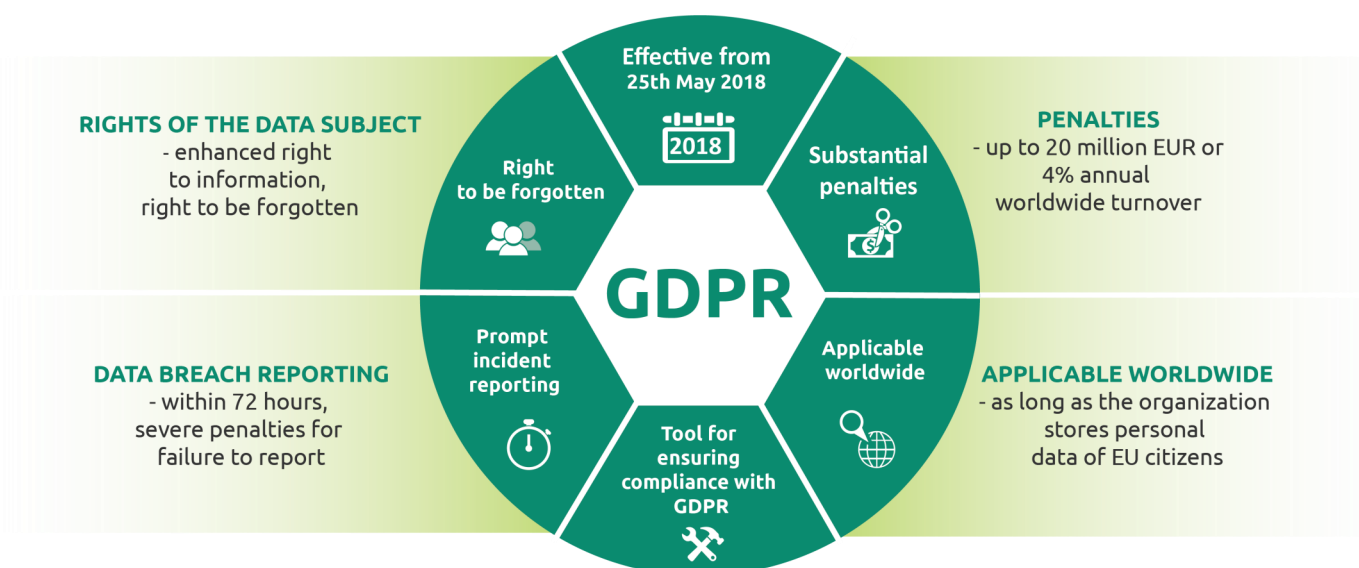 Effective from
25th May 2018
2018
RIGHTS OF THE DATA SUBJECT
- enhanced right
to information,
right to be forgotten
Right
to be forgotten
Substantial
penalties
$
PENALTIES
- up to 20 million EUR or
4% annual
worldwide turnover
GDPR
DATA BREACH REPORTING
- within 72 hours,
severe penalties for
failure to report
Prompt
incident
reporting
Tool for
ensuring
compliance with
GDPR
Applicable
worldwide
APPLICABLE WORLDWIDE
- as long as the organization
stores personal
data of EU citizens